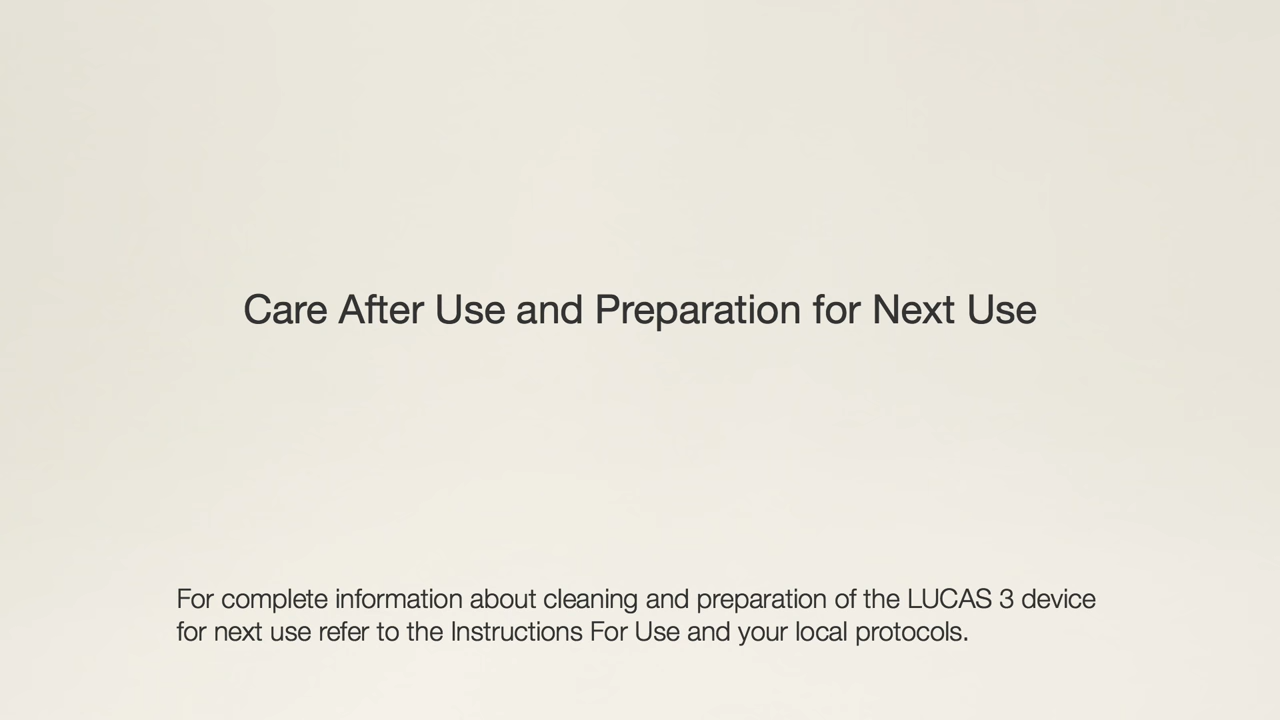 Care After Use and Preparation for Next Use
For complete information about cleaning and preparation of the LUCAS 3 device
for next use refer to the Instructions For Use and your local protocols.